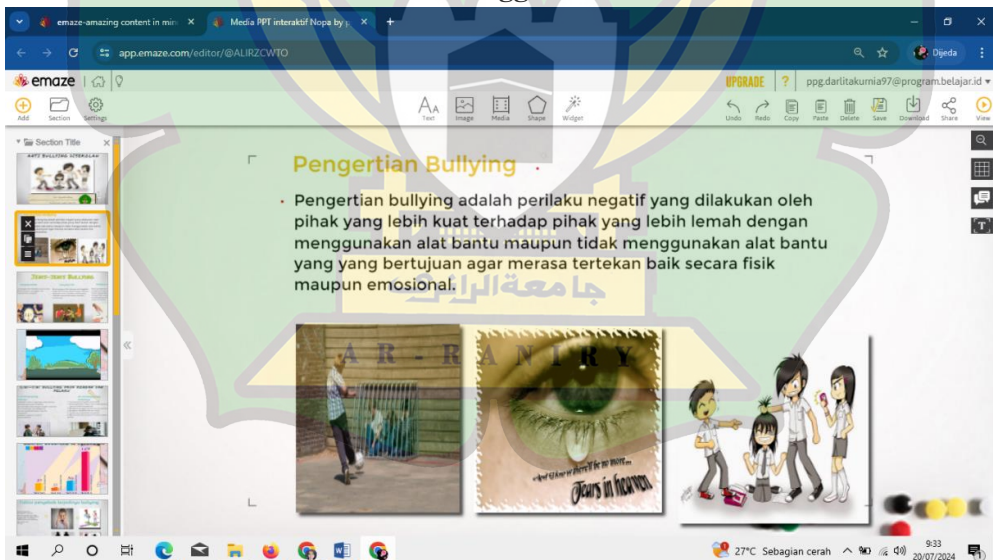 emaze-amazing content in min
Media PPT interaktif Nopa by p
app.emaze.com/editor/@ALIRZCWTO
Dijeda
emaze
UPGRADE
?
ppg.darlitakurnia97@program.belajar.id
Add
Section
Settings
Text
Image
Media
Shape
Widget
Undo
Redo
Copy
Paste
Delete
Save
Download
Share
View
Section Title
Pengertian Bullying
Pengertian bullying adalah perilaku negatif yang dilakukan oleh
pihak yang lebih kuat terhadap pihak yang lebih lemah dengan
menggunakan alat bantu maupun tidak menggunakan alat bantu
yang yang bertujuan agar merasa tertekan baik secara fisik
maupun emosional.
جامعة الرانري
AR-RANIRY
Tears in heaven
27°C Sebagian cerah
9:33
20/07/2024